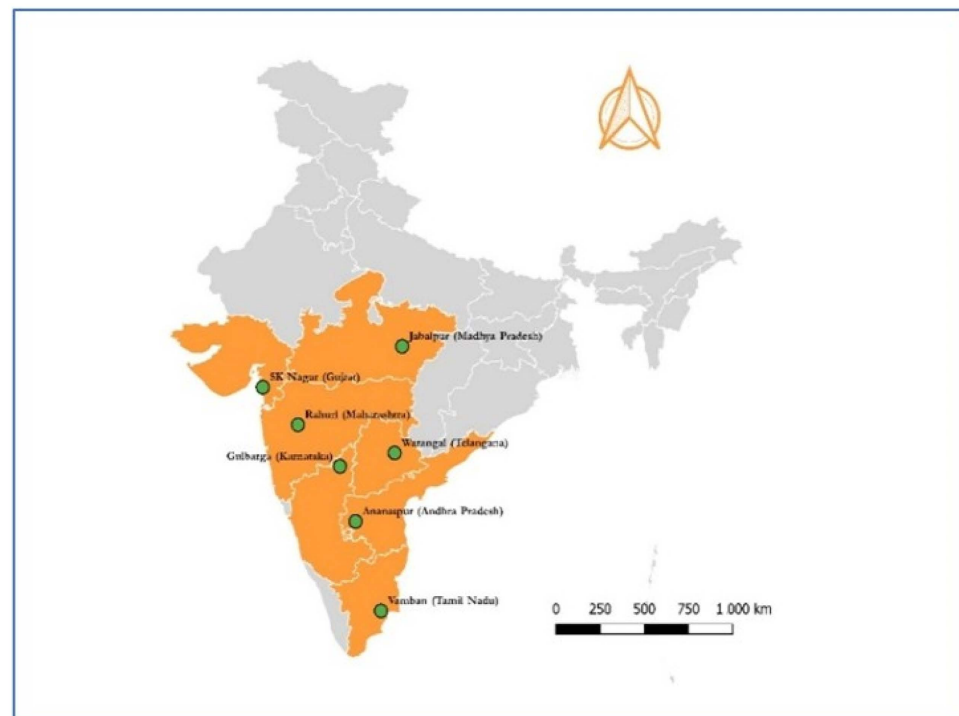 Jabalpur (Madhya Pradesh)
SK Nagar (Gujrat)
Rahuri (Maharashtra)
Warangal (Telangana)
Gulbarga (Karnataka)
Ananaspur (Andhra Pradesh)
Vamban (Tamil Nadu)
0 250 500 750 1 000 km